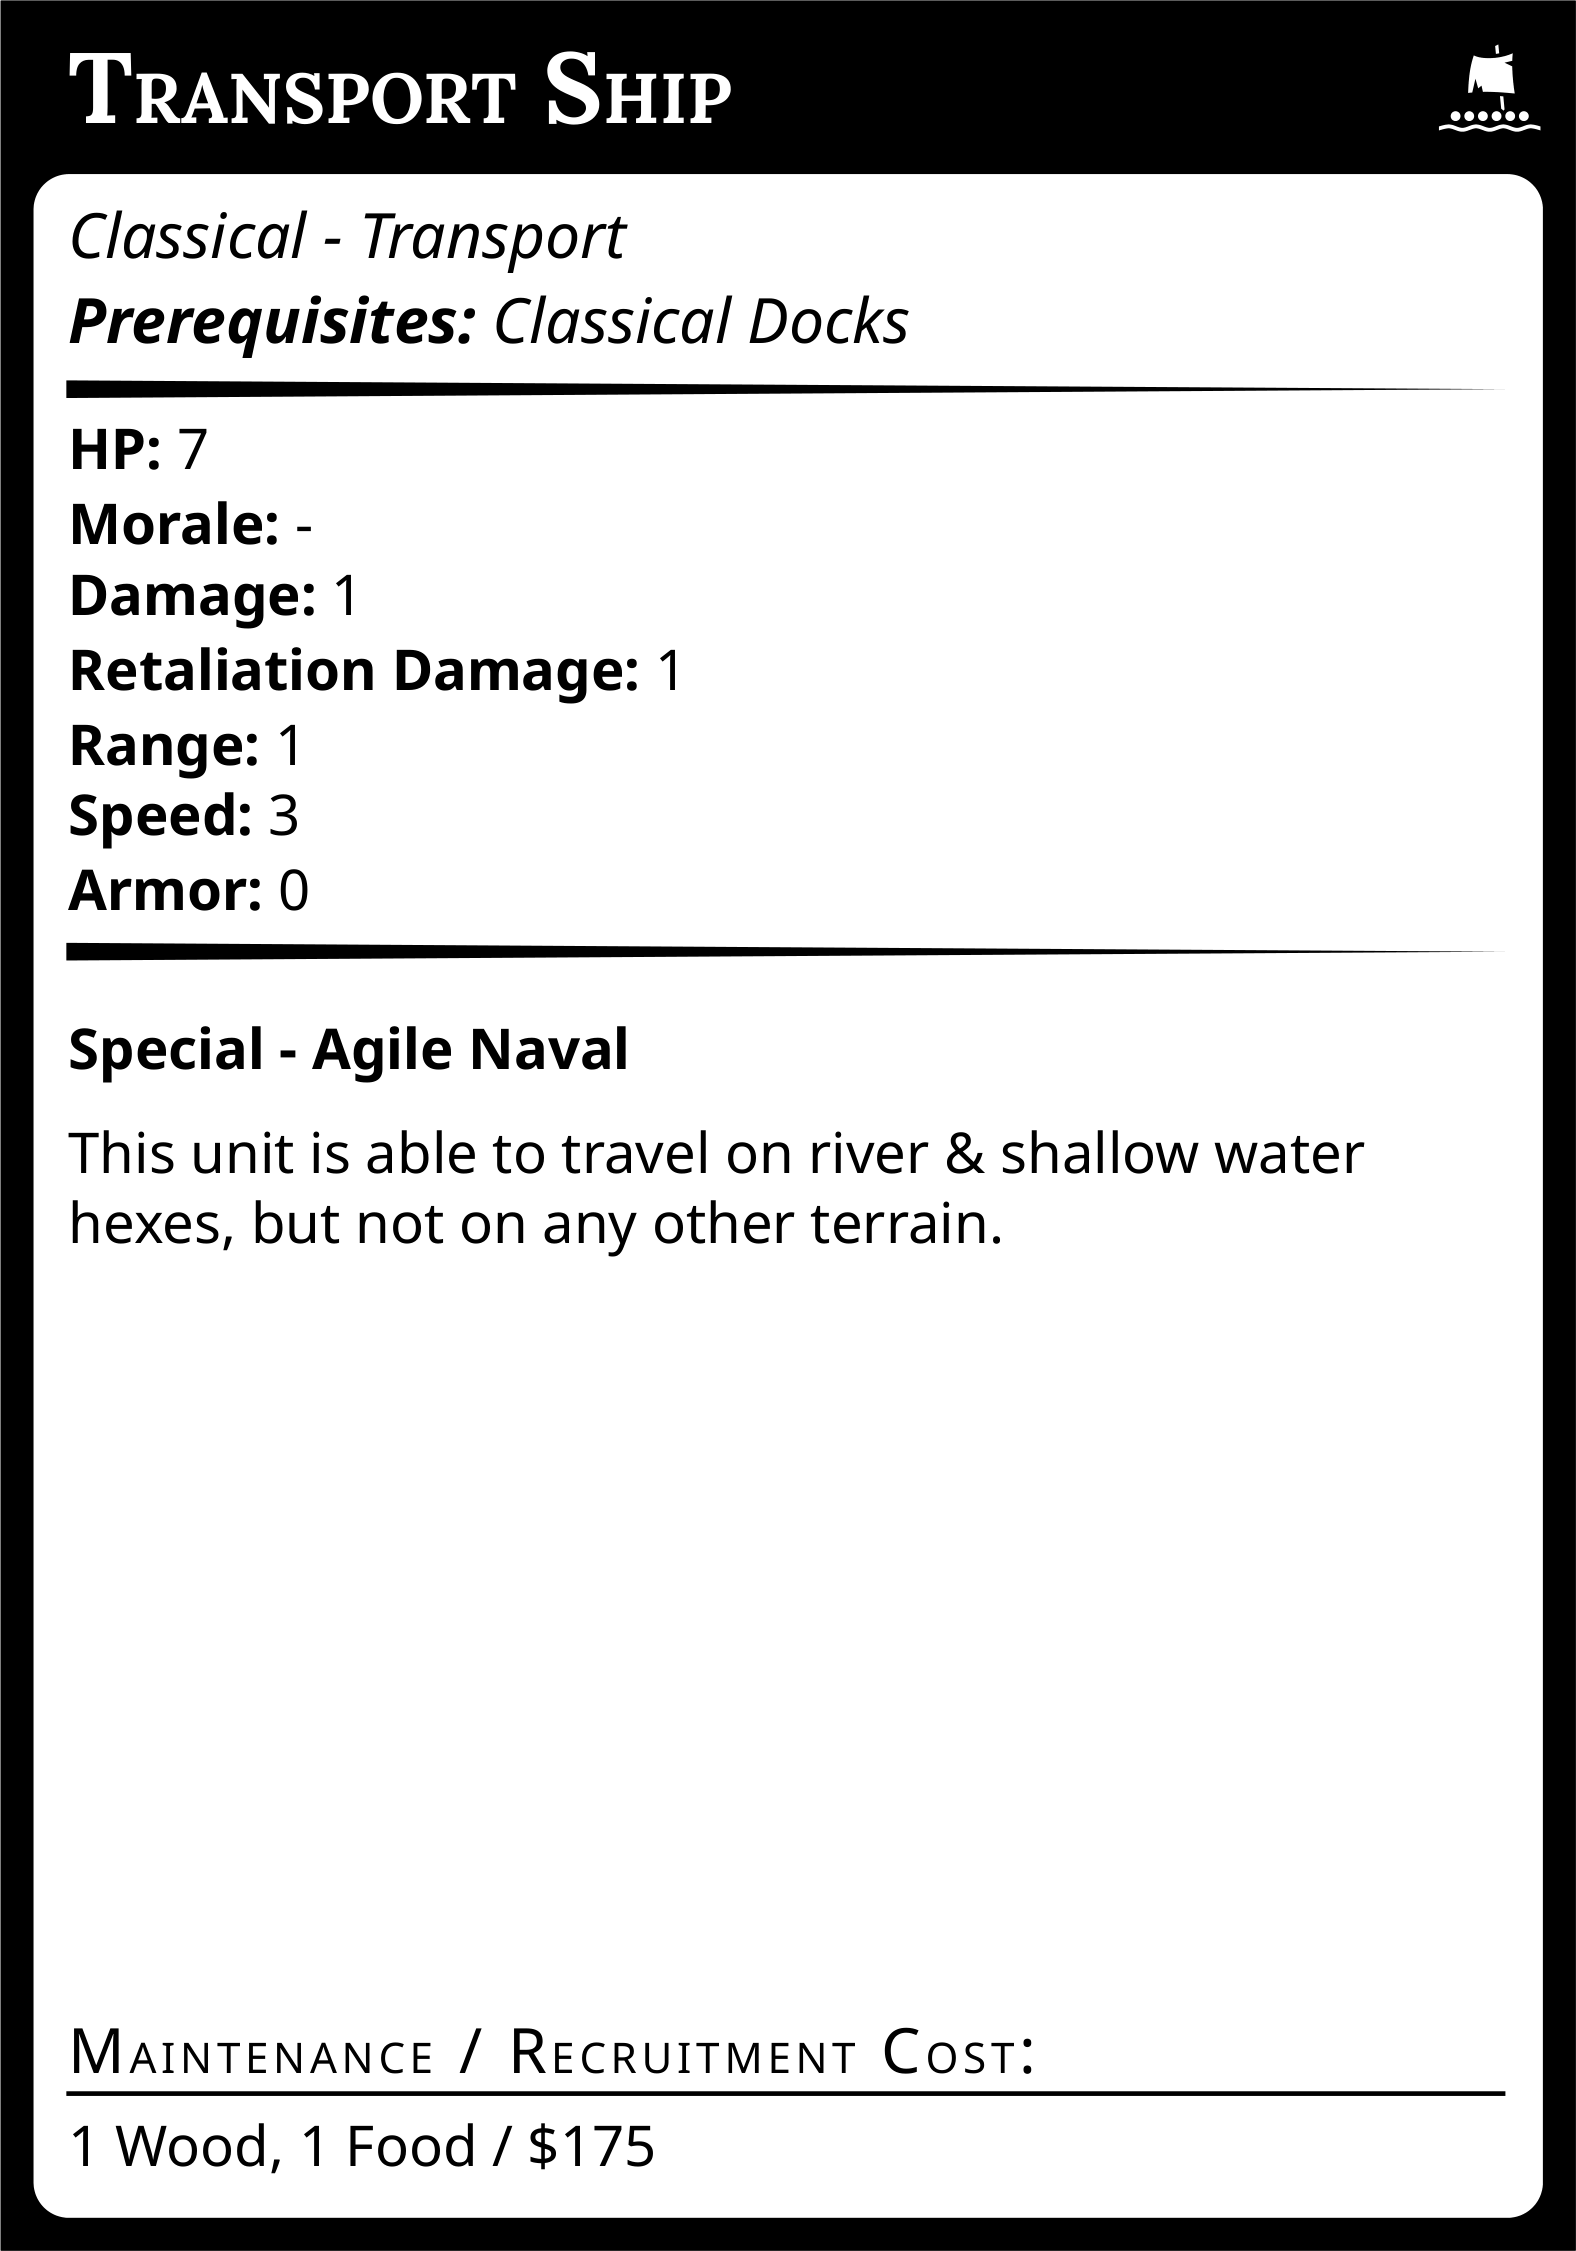 Transport Ship
Classical - Transport
Prerequisites: Classical Docks
HP: 7
Morale: -
Damage: 1
Retaliation Damage: 1
Range: 1
Speed: 3
Armor: 0
Special - Agile Naval
This unit is able to travel on river & shallow water
hexes, but not on any other terrain.
Maintenance / Recruitment Cost:
1 Wood, 1 Food / $175